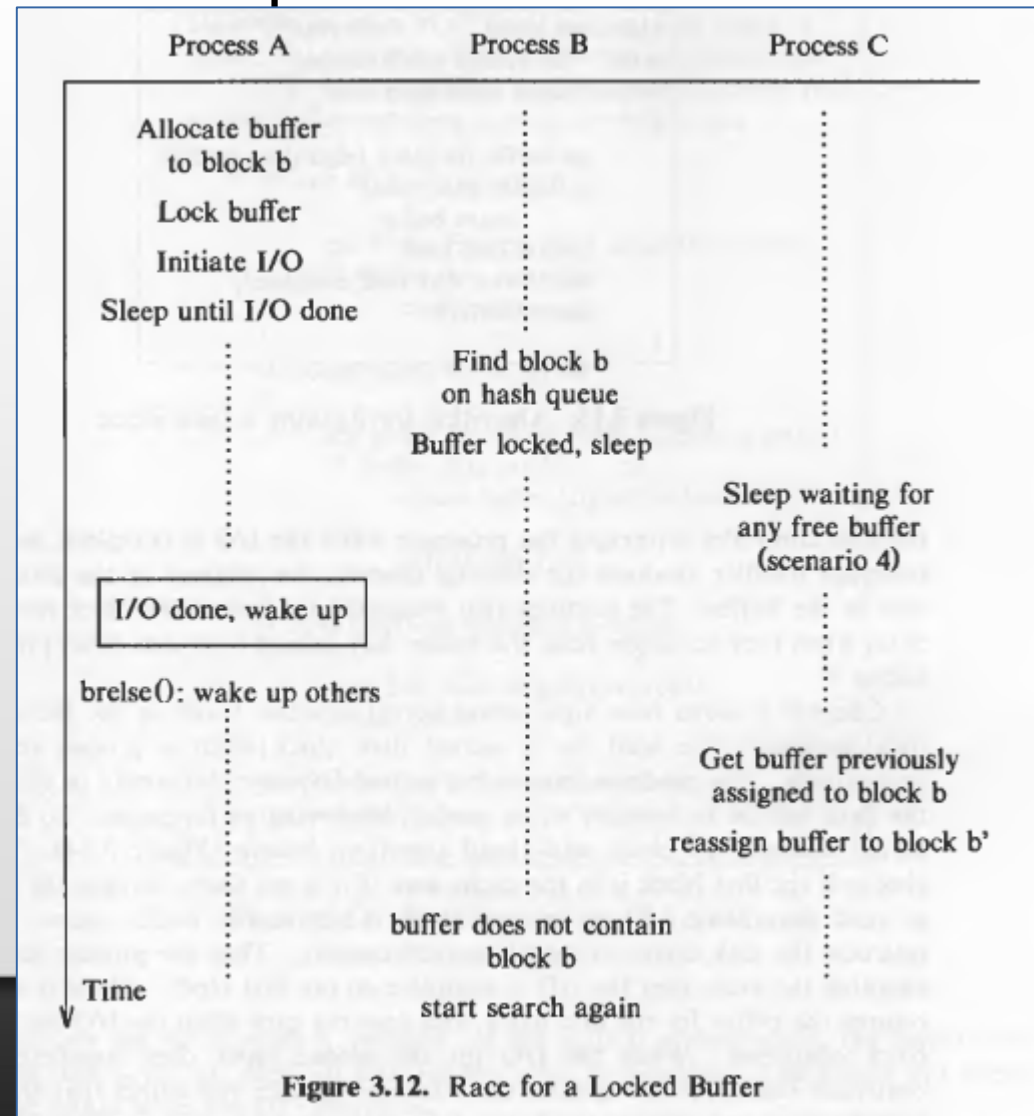 Process A
Process B
Process C
Allocate buffer
to block b
Lock buffer
Initiate I/O
Sleep until I/O done
Find block b
on hash queue
Buffer locked, sleep
Sleep waiting for
any free buffer
(scenario 4)
I/O done, wake up
brelse(): wake up others
Get buffer previously
assigned to block b
reassign buffer to block b'
buffer does not contain
block b
start search again
Time
Figure 3.12. Race for a Locked Buffer